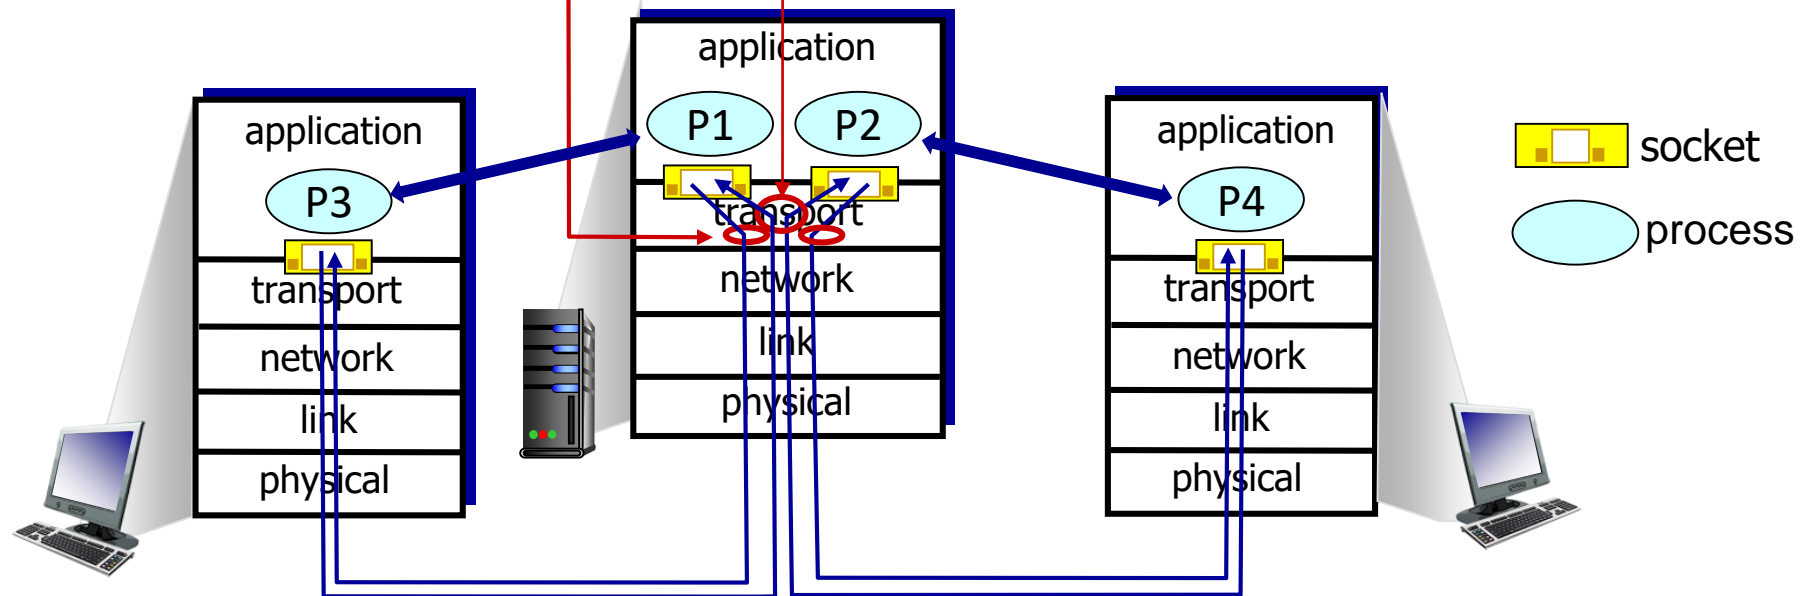 application
P3
transport
network
link
physical
application
P1 P2
transport
network
link
physical
application
P4
transport
network
link
physical
socket
process